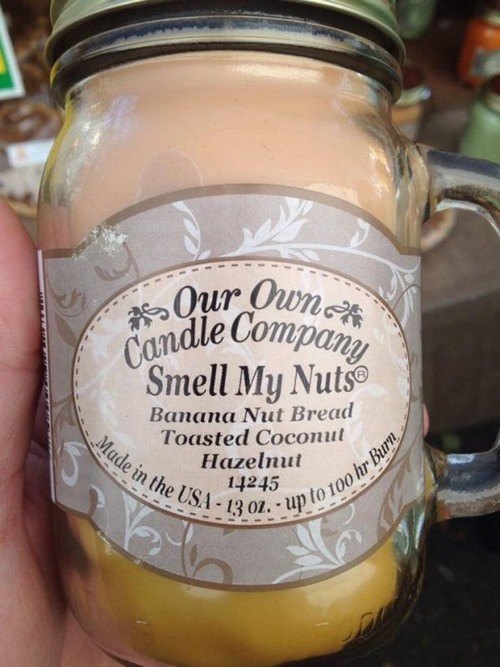 Our Own
Candle Company
Smell My Nuts®
Banana Nut Bread
Toasted Coconut
Hazelnut
14245
Made in the USA - 13 oz. - up to 100 hr Burn